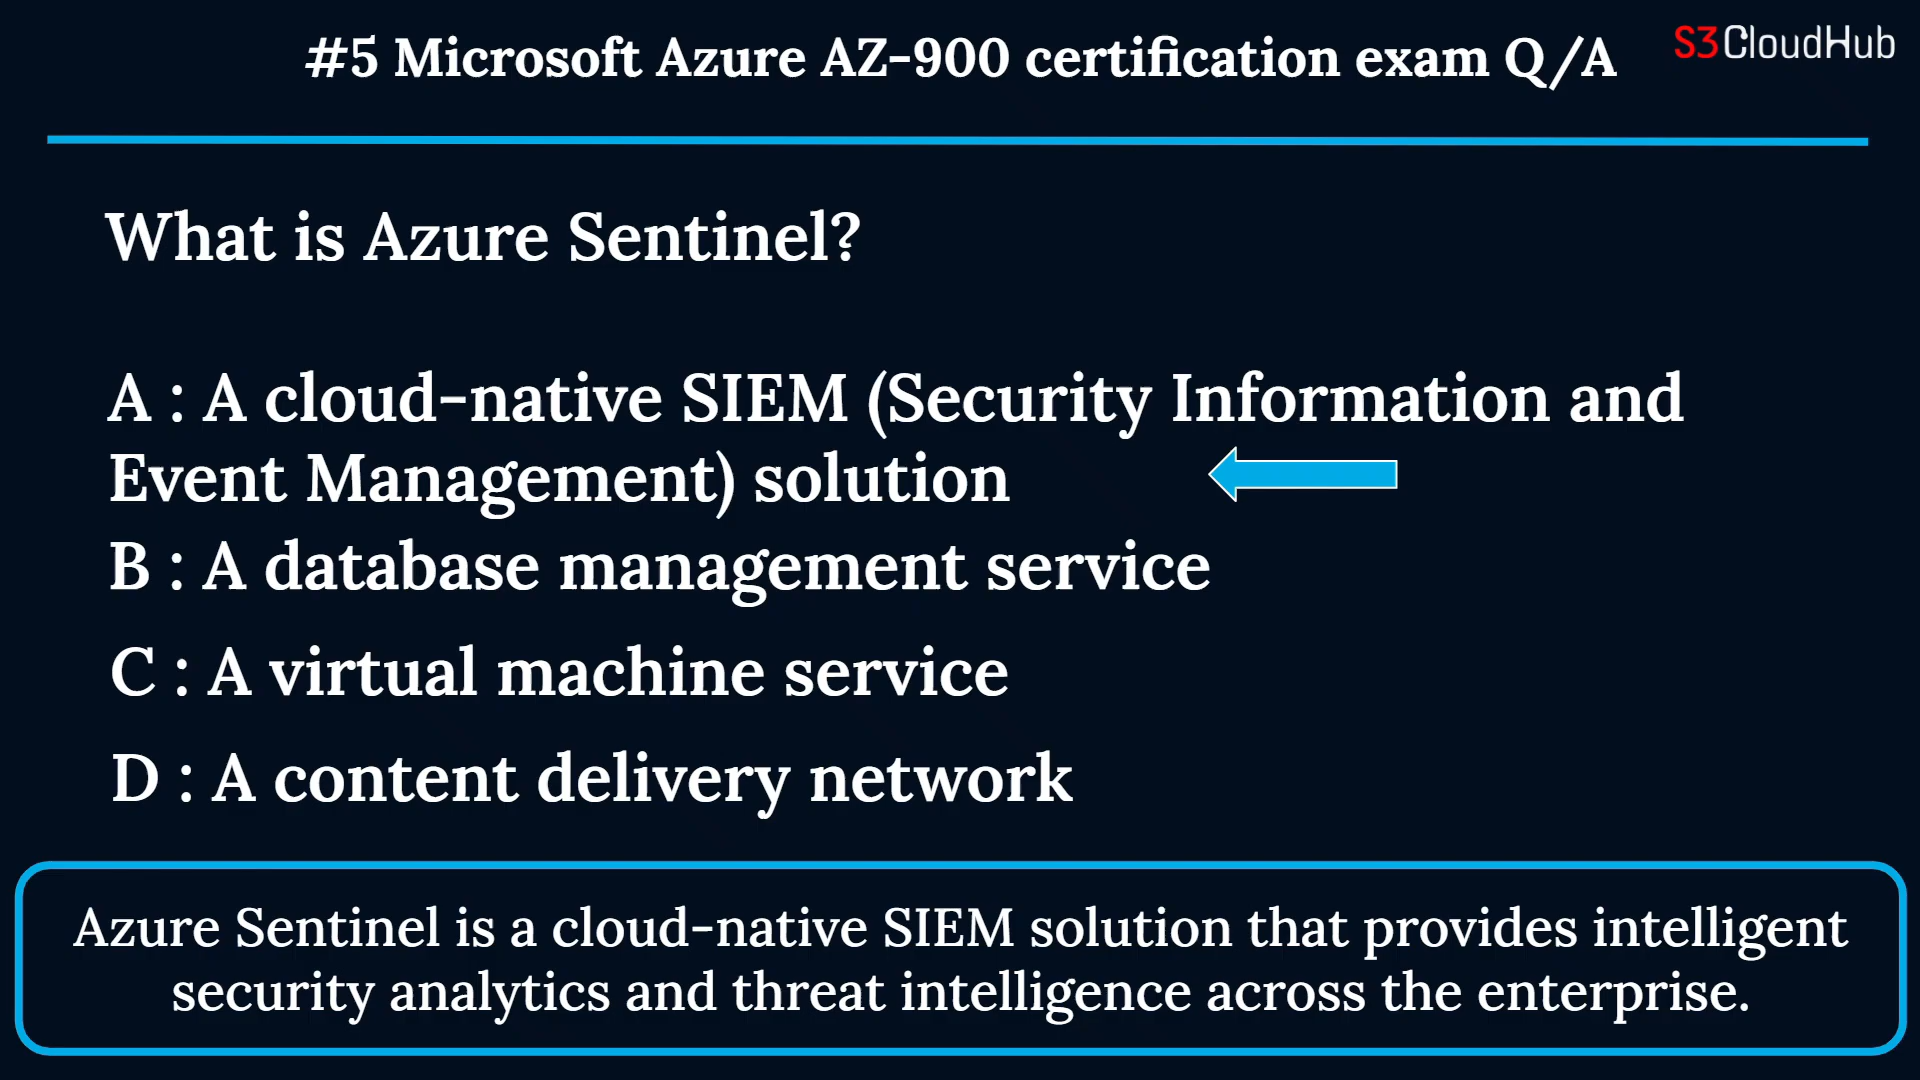 #5 Microsoft Azure AZ-900 certification exam Q/A
S3CloudHub
What is Azure Sentinel?
A : A cloud-native SIEM (Security Information and
Event Management) solution
B : A database management service
C : A virtual machine service
D : A content delivery network
Azure Sentinel is a cloud-native SIEM solution that provides intelligent
security analytics and threat intelligence across the enterprise.